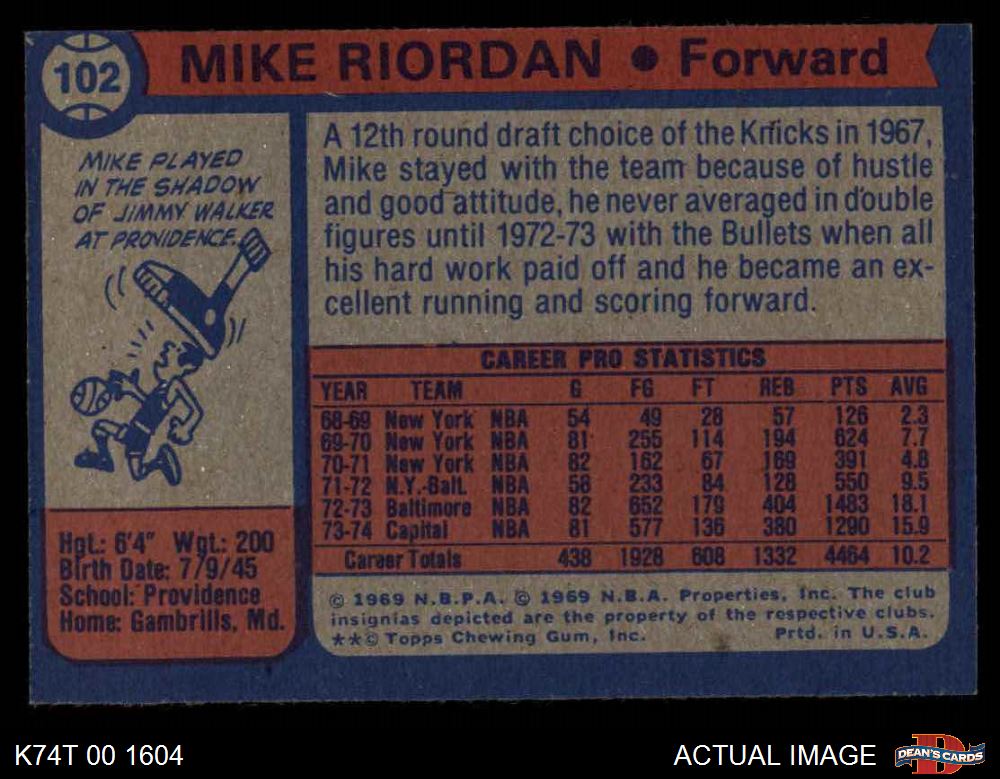 102 MIKE RIORDAN ● Forward
MIKE PLAYED
IN THE SHADOW
OF JIMMY WALKER
AT PROVIDENCE.
A 12th round draft choice of the Knicks in 1967,
Mike stayed with the team because of hustle
and good attitude, he never averaged in double
figures until 1972-73 with the Bullets when all
his hard work paid off and he became an ex-
cellent running and scoring forward.
CAREER PRO STATISTICS
YEAR TEAM G FG FT REB PTS AVG
68-69 New York NBA 54 49 28 57 126 2.3
69-70 New York NBA 81 255 114 194 624 7.7
70-71 New York NBA 82 162 67 169 391 4.8
71-72 N.Y.-Balt. NBA 58 233 84 128 550 9.5
72-73 Baltimore NBA 82 652 179 404 1483 18.1
73-74 Capital NBA 81 577 136 380 1290 15.9
Career Totals 438 1928 608 1332 4464 10.2
Hgt.: 6'4" Wgt.: 200
Birth Date: 7/9/45
School: Providence
Home: Gambrills, Md.
© 1969 N.B.P.A. © 1969 N.B.A. Properties, Inc. The club
insignias depicted are the property of the respective clubs.
**© Topps Chewing Gum, Inc. Prtd. in U.S.A.
K74T 00 1604
ACTUAL IMAGE
D
DEAN'S CARDS